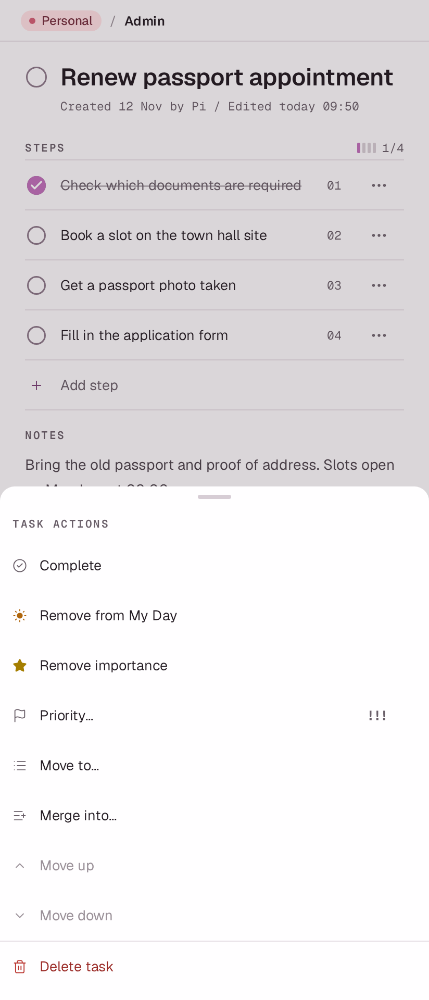 Personal / Admin
Renew passport appointment
Created 12 Nov by Pi / Edited today 09:50
STEPS 1/4
Check which documents are required 01
Book a slot on the town hall site 02
Get a passport photo taken 03
Fill in the application form 04
+ Add step
NOTES
Bring the old passport and proof of address. Slots open
TASK ACTIONS
Complete
Remove from My Day
Remove importance
Priority… !!!
Move to…
Merge into…
Move up
Move down
Delete task